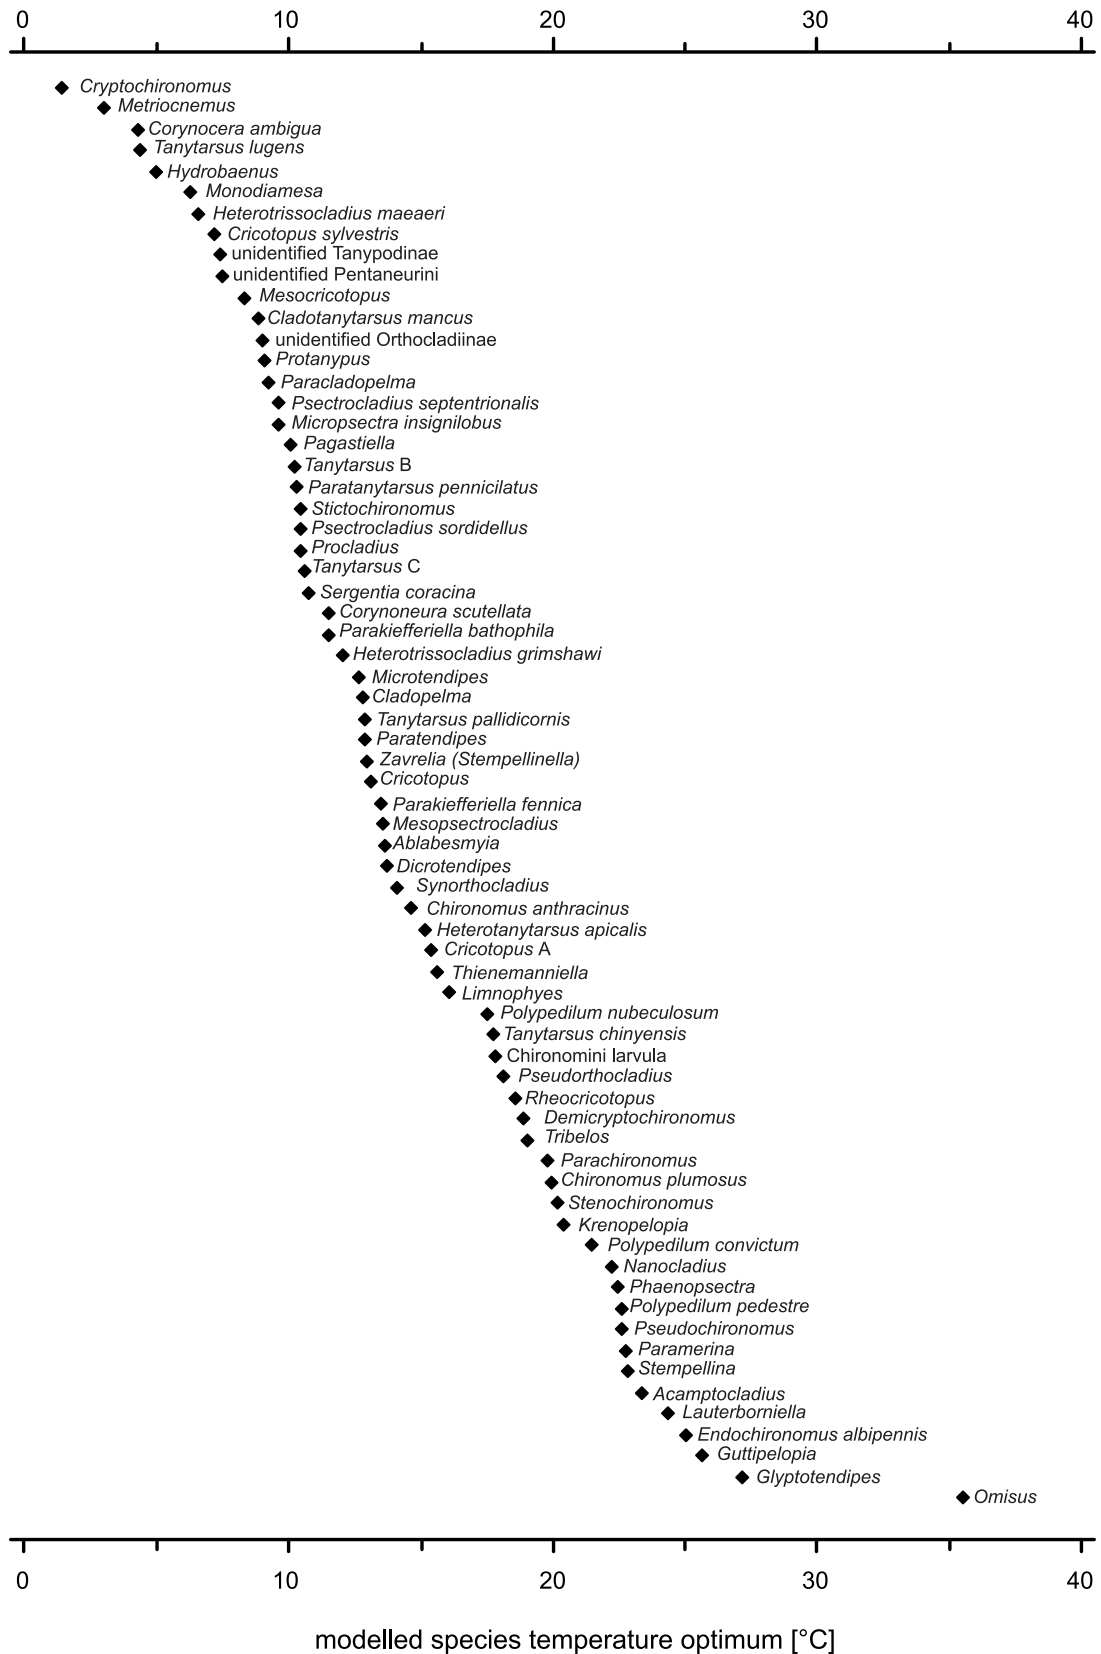 0 10 20 30 40
Cryptochironomus
Metriocnemus
Corynocera ambigua
Tanytarsus lugens
Hydrobaenus
Monodiamesa
Heterotrissocladius maeaeri
Cricotopus sylvestris
unidentified Tanypodinae
unidentified Pentaneurini
Mesocricotopus
Cladotanytarsus mancus
unidentified Orthocladiinae
Protanypus
Paracladopelma
Psectrocladius septentrionalis
Micropsectra insignilobus
Pagastiella
Tanytarsus B
Paratanytarsus pennicilatus
Stictochironomus
Psectrocladius sordidellus
Procladius
Tanytarsus C
Sergentia coracina
Corynoneura scutellata
Parakiefferiella bathophila
Heterotrissocladius grimshawi
Microtendipes
Cladopelma
Tanytarsus pallidicornis
Paratendipes
Zavrelia (Stempellinella)
Cricotopus
Parakiefferiella fennica
Mesopsectrocladius
Ablabesmyia
Dicrotendipes
Synorthocladius
Chironomus anthracinus
Heterotanytarsus apicalis
Cricotopus A
Thienemanniella
Limnophyes
Polypedilum nubeculosum
Tanytarsus chinyensis
Chironomini larvula
Pseudorthocladius
Rheocricotopus
Demicryptochironomus
Tribelos
Parachironomus
Chironomus plumosus
Stenochironomus
Krenopelopia
Polypedilum convictum
Nanocladius
Phaenopsectra
Polypedilum pedestre
Pseudochironomus
Paramerina
Stempellina
Acamptocladius
Lauterborniella
Endochironomus albipennis
Guttipelopia
Glyptotendipes
Omisus
0 10 20 30 40
modelled species temperature optimum [°C]